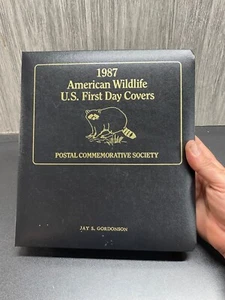 1987
American Wildlife
U.S. First Day Covers
POSTAL COMMEMORATIVE SOCIETY
JAY S. GORDONSON